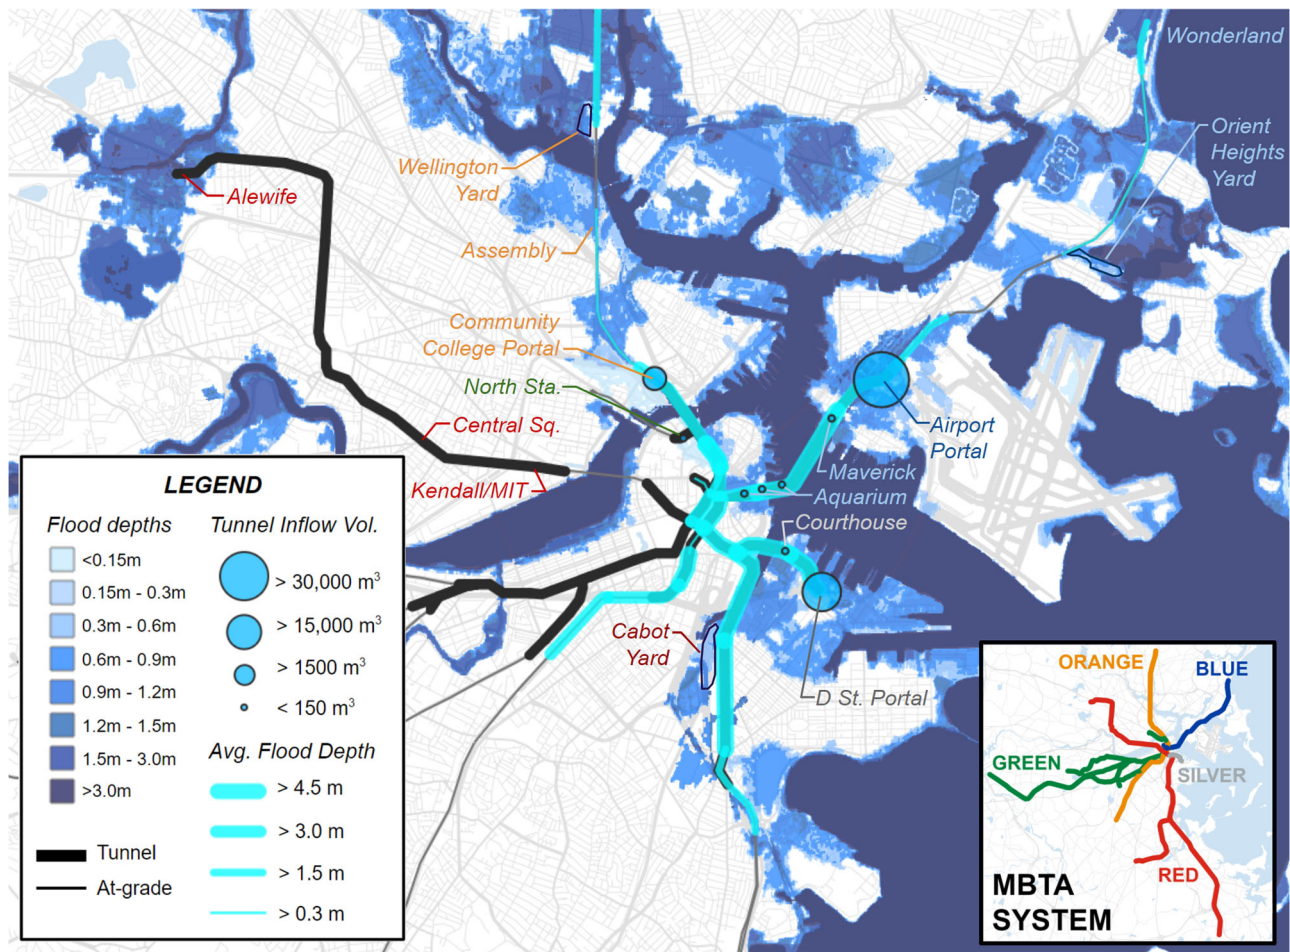 Wonderland
Orient
Heights
Yard
Wellington
Yard
Alewife
Assembly
Community
College Portal
North Sta.
Central Sq.
Kendall/MIT
Airport
Portal
Maverick
Aquarium
Courthouse
Cabot
Yard
D St. Portal
LEGEND
Flood depths
<0.15m
0.15m - 0.3m
0.3m - 0.6m
0.6m - 0.9m
0.9m - 1.2m
1.2m - 1.5m
1.5m - 3.0m
>3.0m
Tunnel
At-grade
Tunnel Inflow Vol.
> 30,000 m³
> 15,000 m³
> 1500 m³
< 150 m³
Avg. Flood Depth
> 4.5 m
> 3.0 m
> 1.5 m
> 0.3 m
ORANGE
BLUE
GREEN
SILVER
RED
MBTA
SYSTEM